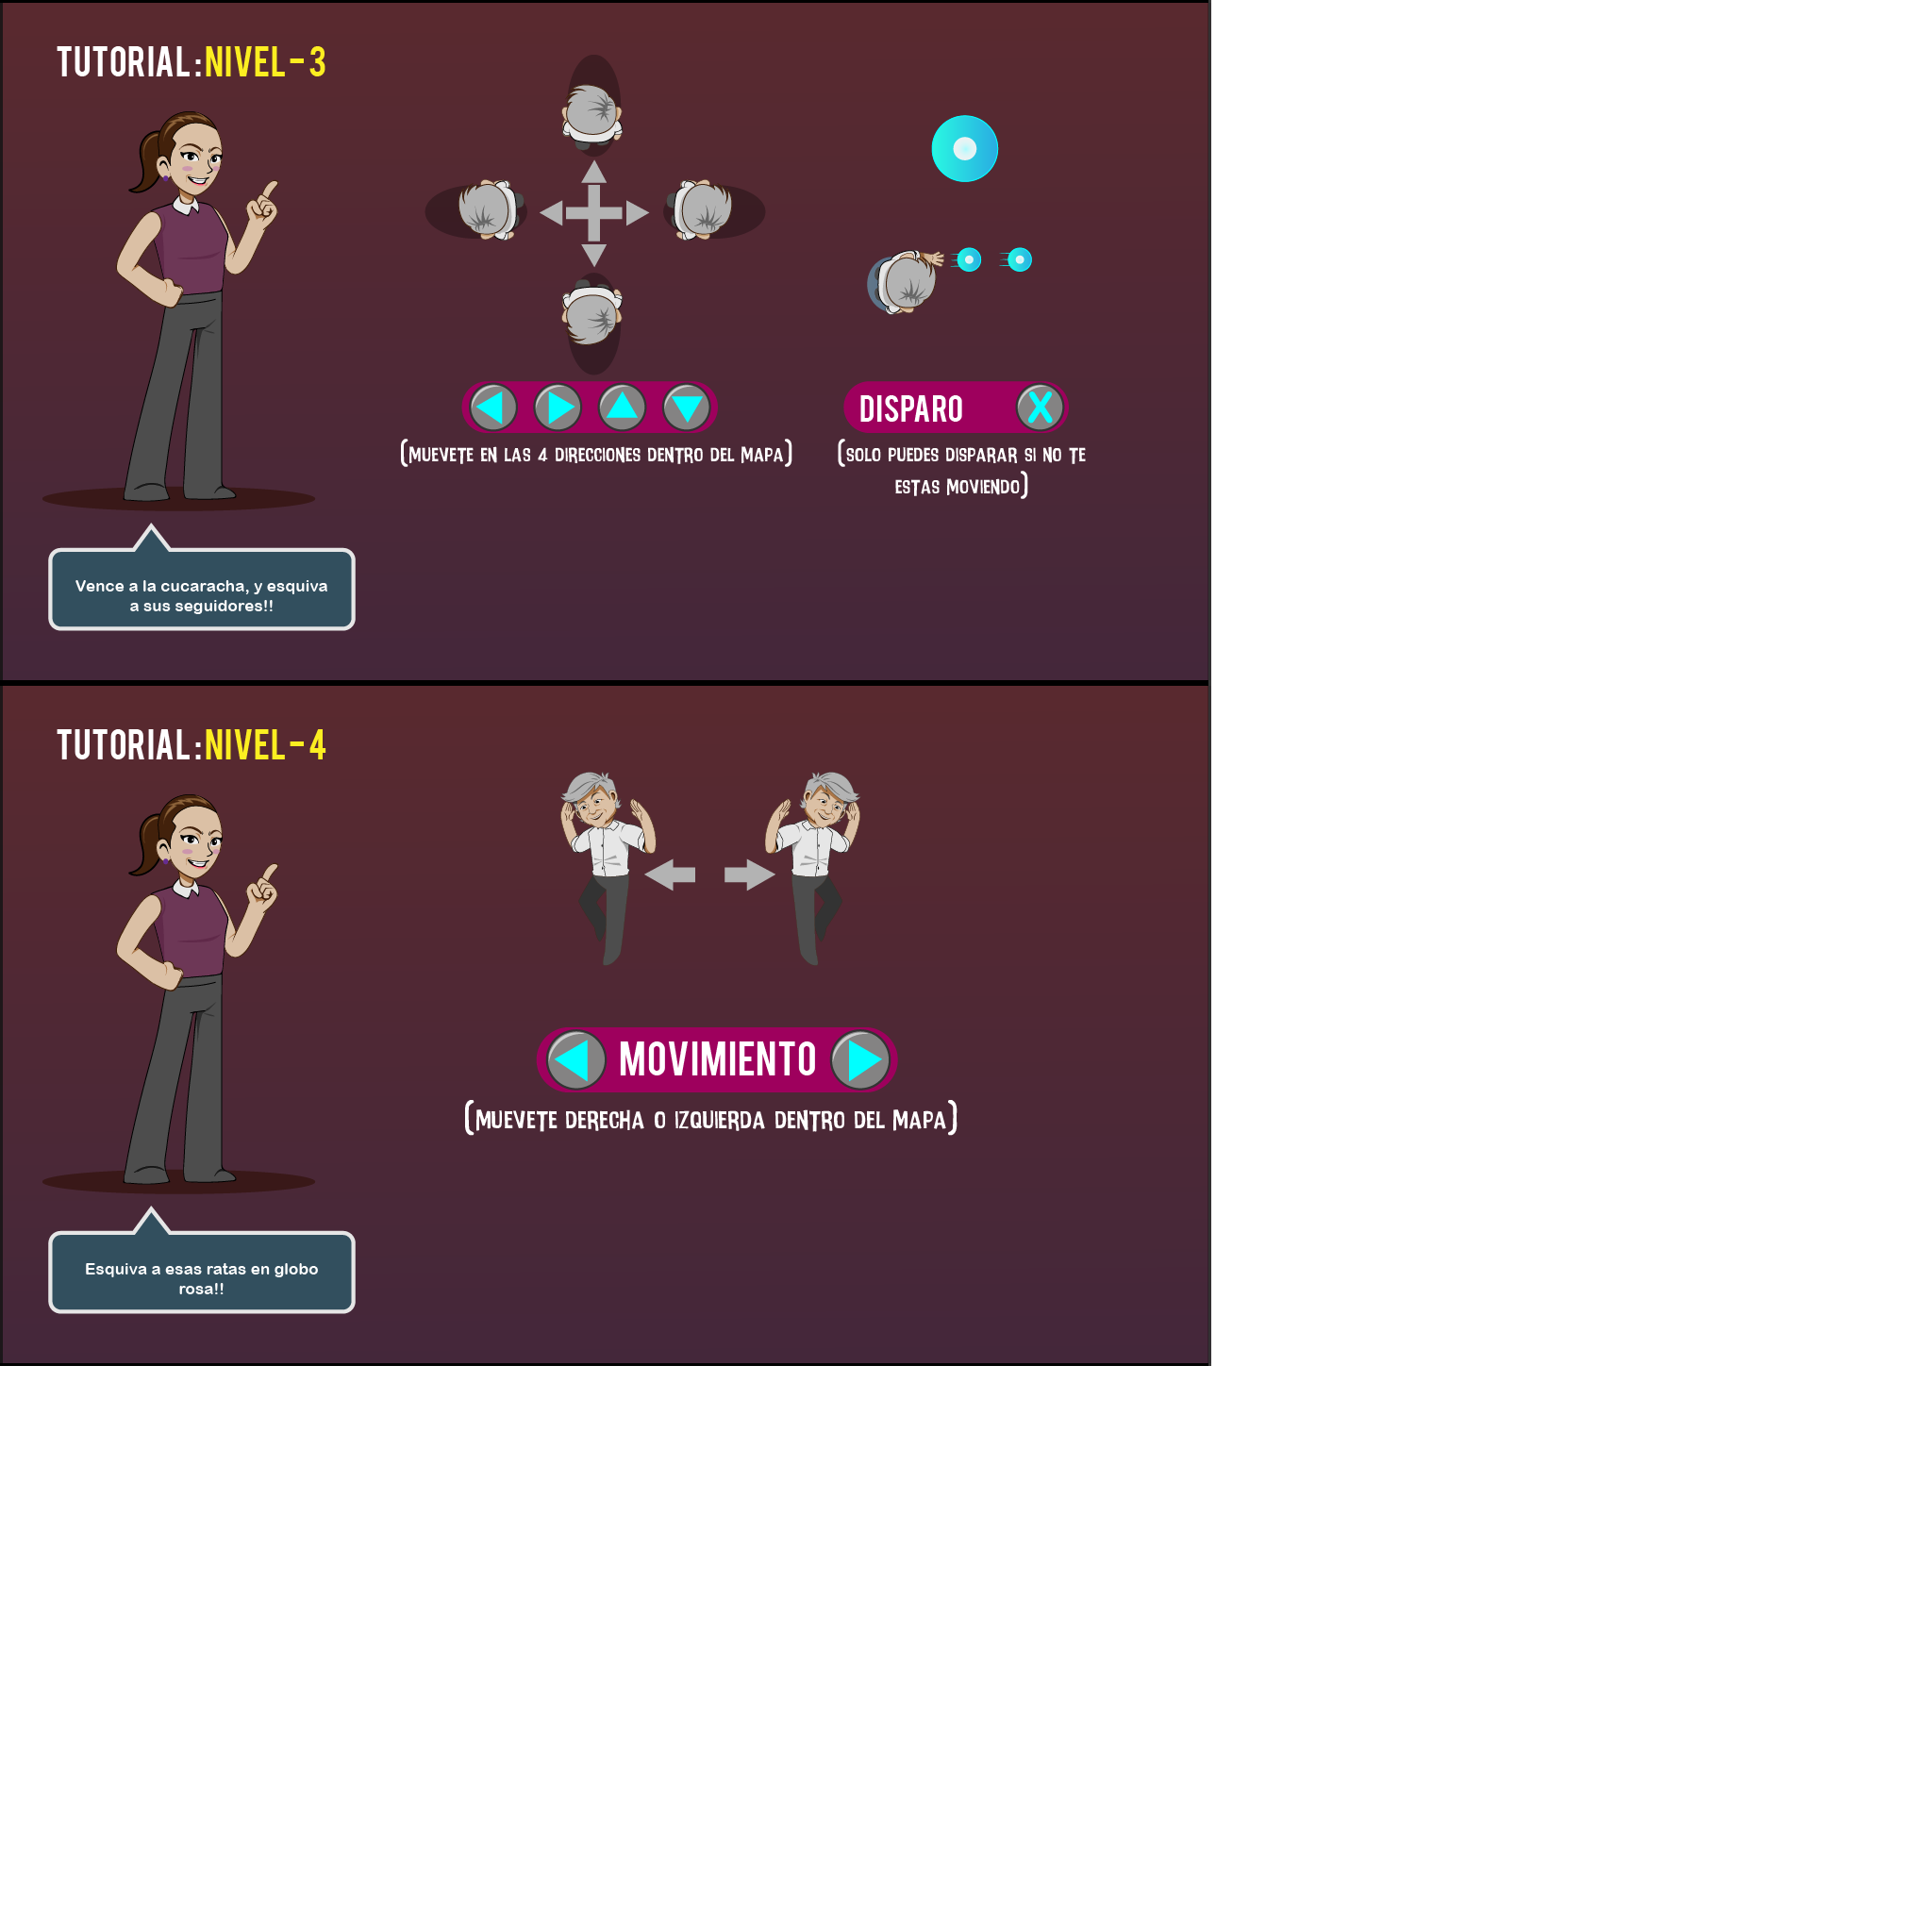 TUTORIAL:NIVEL-3
DISPARO X
(MUEVETE EN LAS 4 DIRECCIONES DENTRO DEL MAPA)
(SOLO PUEDES DISPARAR SI NO TE
ESTAS MOVIENDO)
Vence a la cucaracha, y esquiva
a sus seguidores!!
TUTORIAL:NIVEL-4
MOVIMIENTO
(MUEVETE DERECHA O IZQUIERDA DENTRO DEL MAPA)
Esquiva a esas ratas en globo
rosa!!